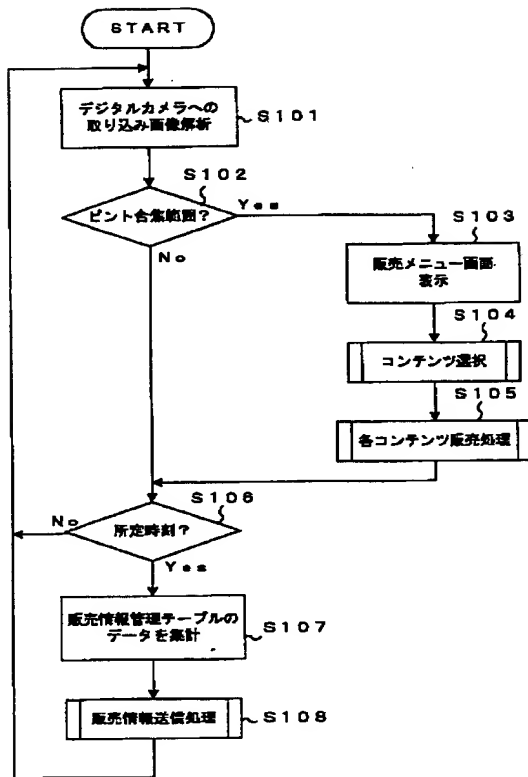 START
デジタルカメラへの
取り込み画像解析
S101
S102
ピント合焦範囲?
Yes
No
S103
販売メニュー画面
表示
S104
コンテンツ選択
S105
各コンテンツ販売処理
S106
所定時刻?
No
Yes
販売情報管理テーブルの
データを集計
S107
販売情報送信処理
S108